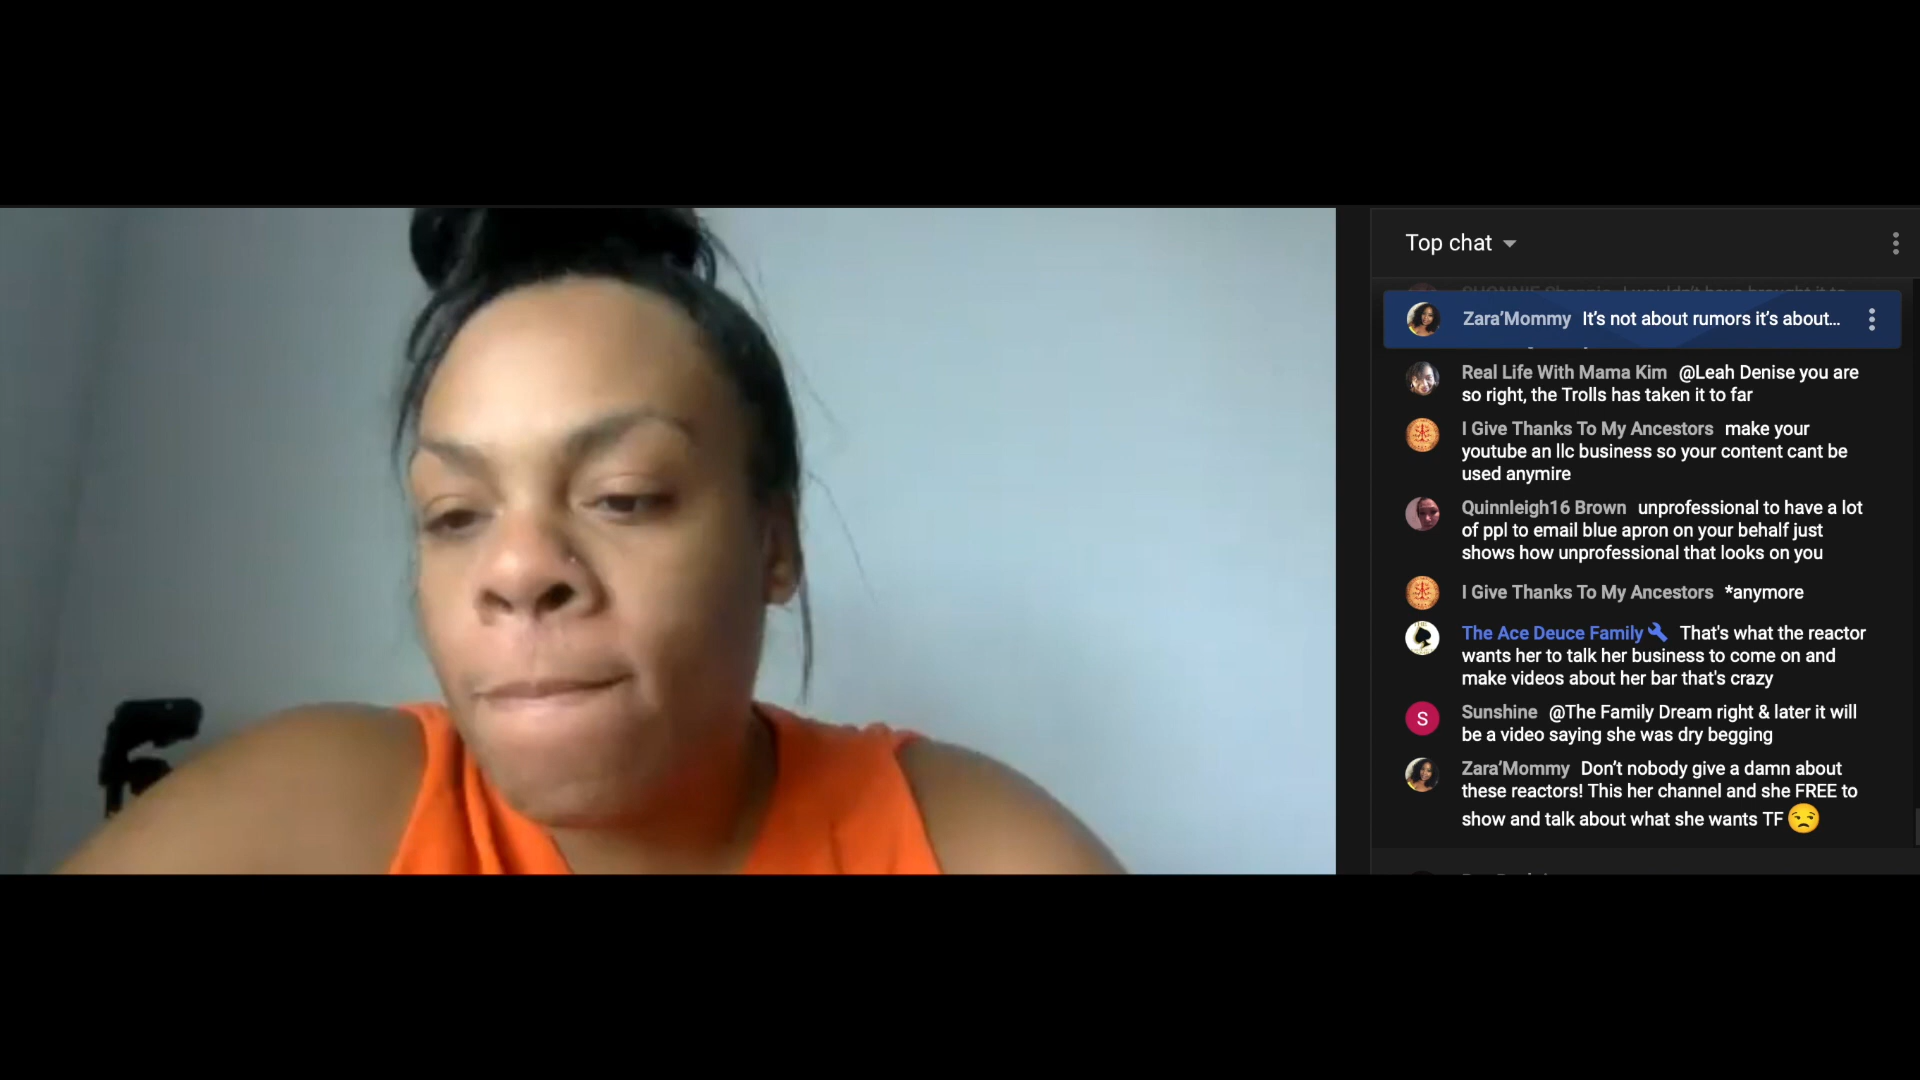 Top chat
Zara'Mommy It's not about rumors it's about...
Real Life With Mama Kim @Leah Denise you are
so right, the Trolls has taken it to far
I Give Thanks To My Ancestors make your
youtube an llc business so your content cant be
used anymire
Quinnleigh16 Brown unprofessional to have a lot
of ppl to email blue apron on your behalf just
shows how unprofessional that looks on you
I Give Thanks To My Ancestors *anymore
The Ace Deuce Family That's what the reactor
wants her to talk her business to come on and
make videos about her bar that's crazy
S Sunshine @The Family Dream right & later it will
be a video saying she was dry begging
Zara'Mommy Don't nobody give a damn about
these reactors! This her channel and she FREE to
show and talk about what she wants TF 😒